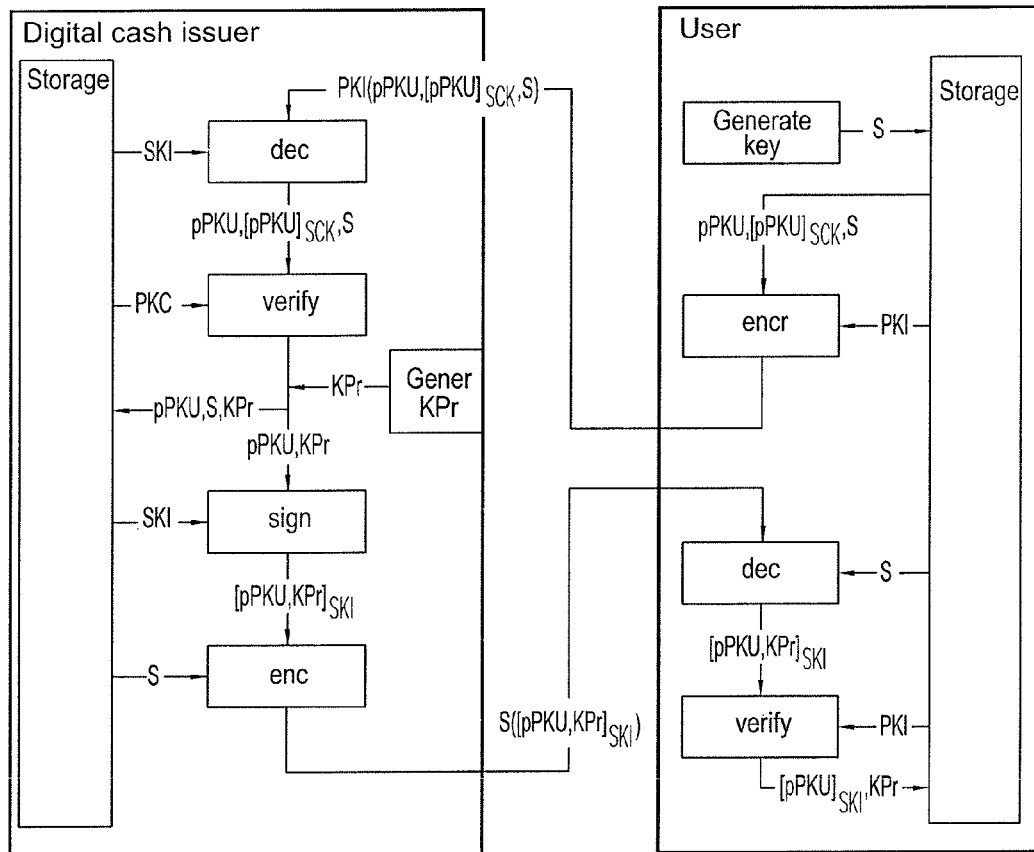 Digital cash issuer
Storage
PKI(pPKU,[pPKU]SCK,S)
SKI
dec
pPKU,[pPKU]SCK,S
PKC
verify
KPr
Gener
KPr
pPKU,S,KPr
pPKU,KPr
SKI
sign
[pPKU,KPr]SKI
S
enc
S([pPKU,KPr]SKI)
User
Storage
Generate
key
S
pPKU,[pPKU]SCK,S
encr
PKI
dec
S
[pPKU,KPr]SKI
verify
PKI
[pPKU]SKI,KPr